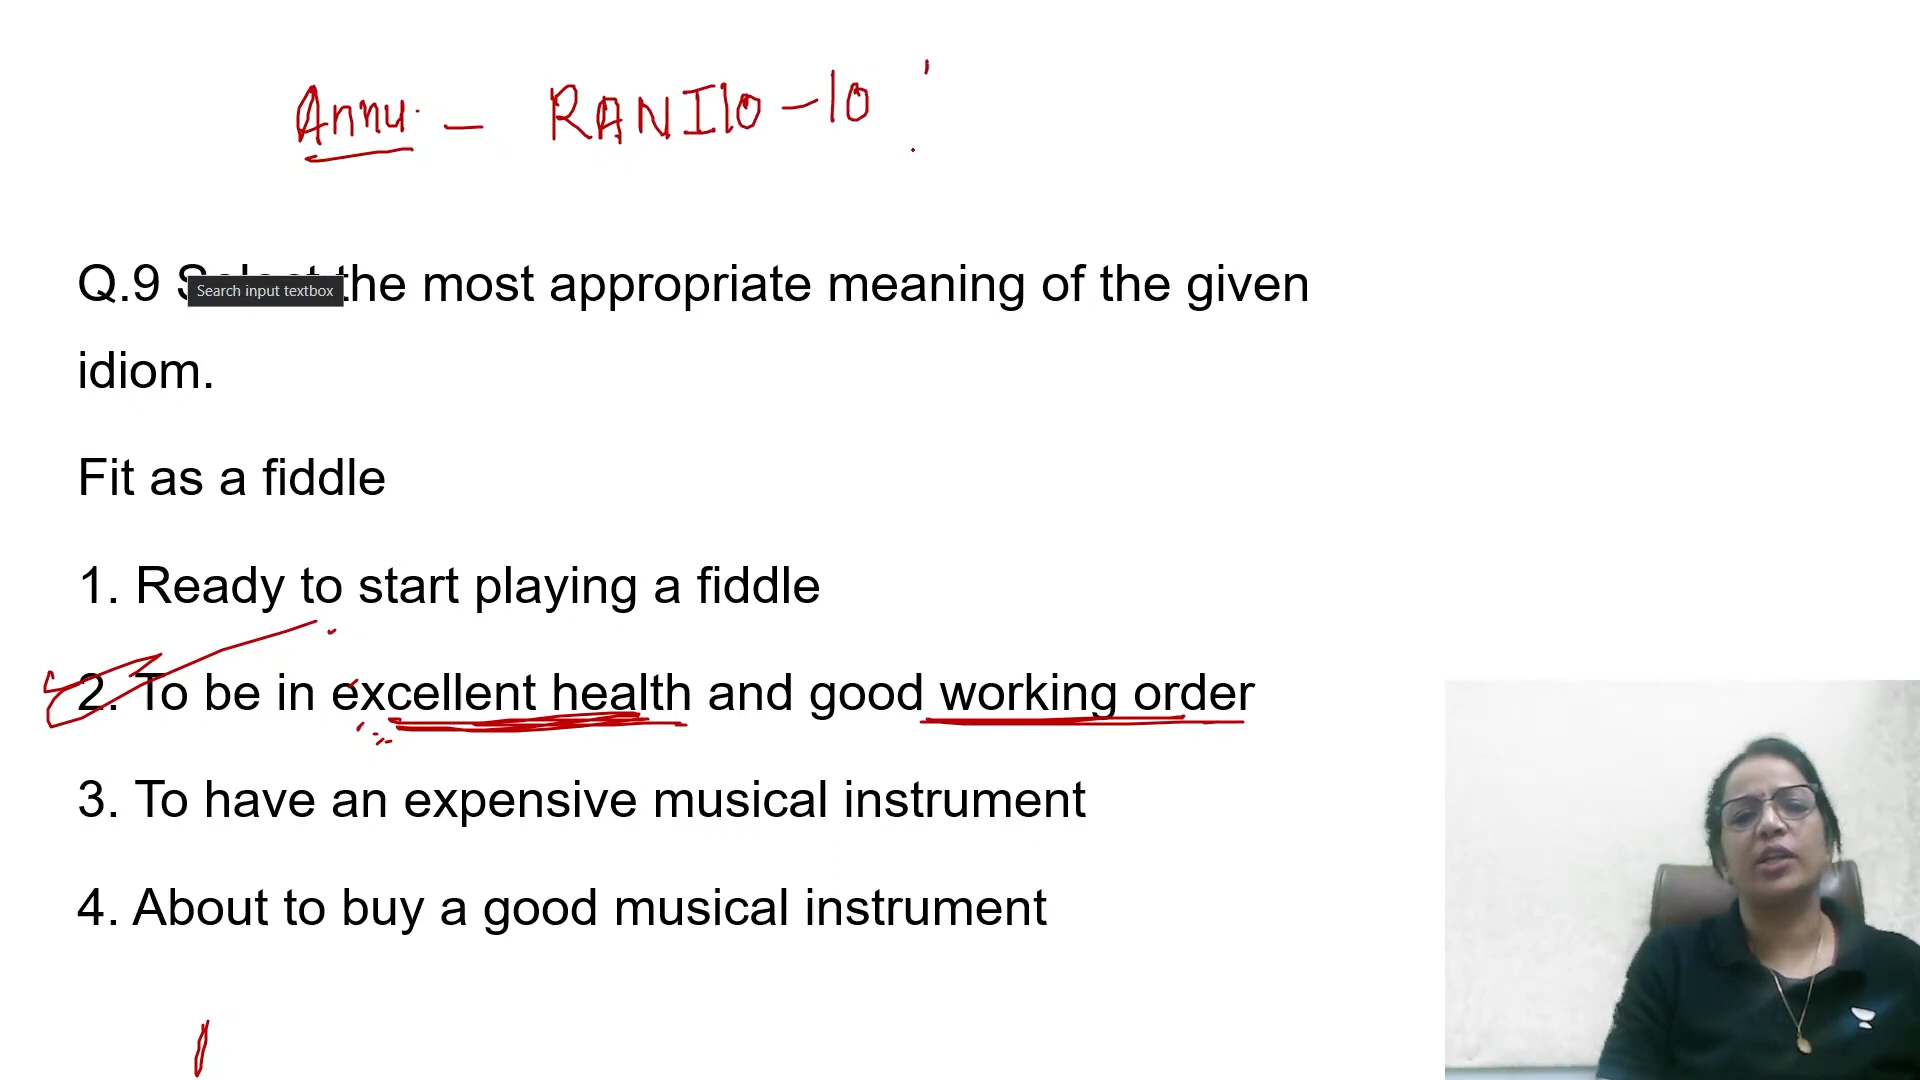 Annu. - RANI10-10
Q.9 the most appropriate meaning of the given
Search input textbox
idiom.
Fit as a fiddle
1. Ready to start playing a fiddle
2. To be in excellent health and good working order
3. To have an expensive musical instrument
4. About to buy a good musical instrument